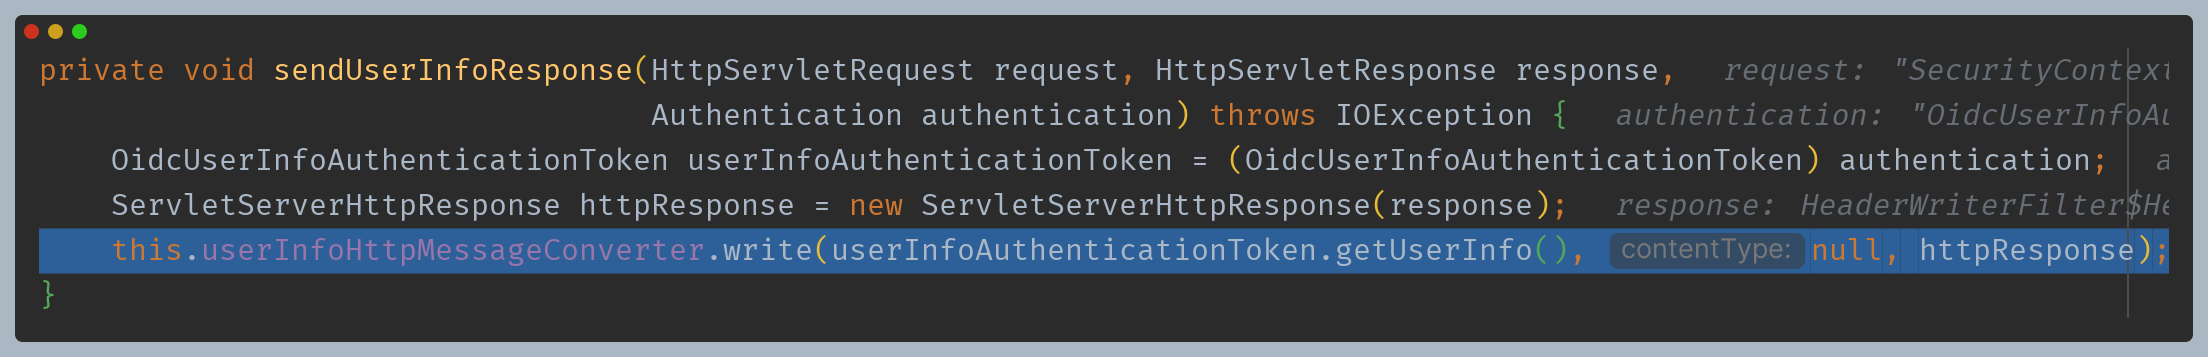 private void sendUserInfoResponse(HttpServletRequest request, HttpServletResponse response, request: "SecurityContext
Authentication authentication) throws IOException { authentication: "OidcUserInfoAu
OidcUserInfoAuthenticationToken userInfoAuthenticationToken = (OidcUserInfoAuthenticationToken) authentication; a
ServletServerHttpResponse httpResponse = new ServletServerHttpResponse(response); response: HeaderWriterFilter$He
this.userInfoHttpMessageConverter.write(userInfoAuthenticationToken.getUserInfo(), contentType: null, httpResponse);
}